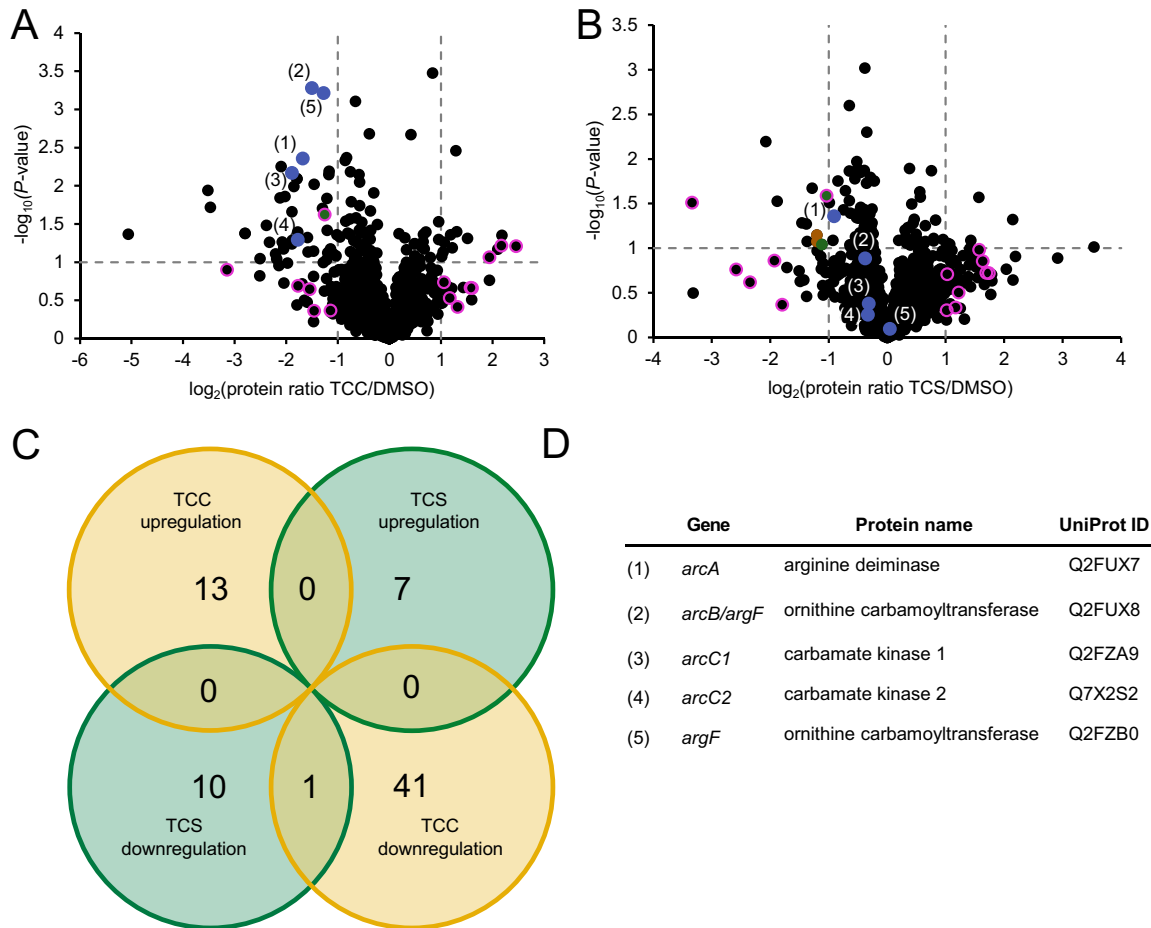 A
4
3.5
3
2.5
2
1.5
1
0.5
0
-log10(P-value)
(2)
(5)
(1)
(3)
(4)
-6 -5 -4 -3 -2 -1 0 1 2 3
log2(protein ratio TCC/DMSO)
B
3.5
3.0
2.5
2.0
1.5
1
0.5
0
-log10(P-value)
(1)
(2)
(3)
(4)
(5)
-4 -3 -2 -1 0 1 2 3 4
log2(protein ratio TCS/DMSO)
C
TCC
upregulation
TCS
upregulation
13 0 7
0 0
10 1 41
TCS
downregulation
TCC
downregulation
D
Gene Protein name UniProt ID
(1) arcA arginine deiminase Q2FUX7
(2) arcB/argF ornithine carbamoyltransferase Q2FUX8
(3) arcC1 carbamate kinase 1 Q2FZA9
(4) arcC2 carbamate kinase 2 Q7X2S2
(5) argF ornithine carbamoyltransferase Q2FZB0